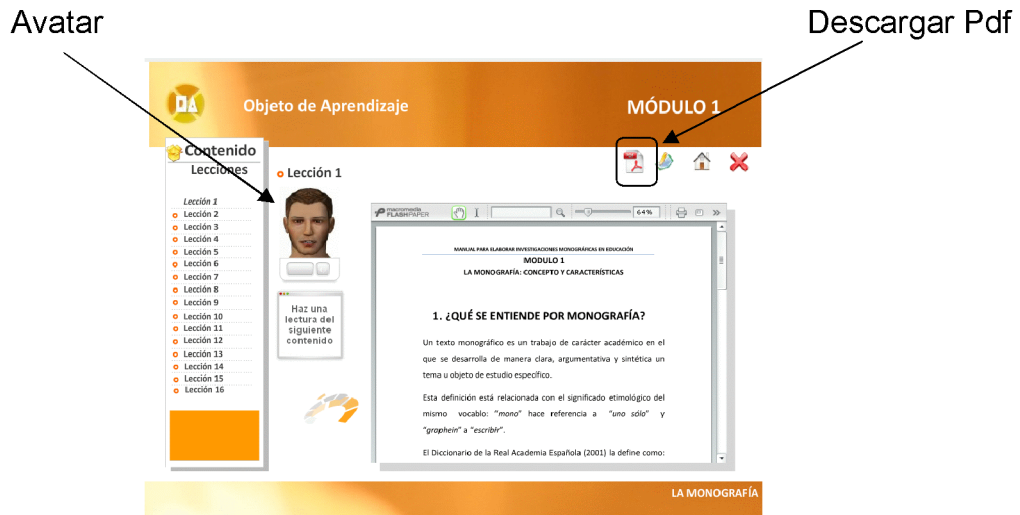 Avatar
Descargar Pdf
OA
Objeto de Aprendizaje
MÓDULO 1
Contenido
Lecciones
Lección 1
Lección 2
Lección 3
Lección 4
Lección 5
Lección 6
Lección 7
Lección 8
Lección 9
Lección 10
Lección 11
Lección 12
Lección 13
Lección 14
Lección 15
Lección 16
Lección 1
Haz una
lectura del
siguiente
contenido
macromedia
FLASHPAPER
64%
MANUAL PARA ELABORAR INVESTIGACIONES MONOGRÁFICAS EN EDUCACIÓN
MODULO 1
LA MONOGRAFÍA: CONCEPTO Y CARACTERÍSTICAS
1. ¿QUÉ SE ENTIENDE POR MONOGRAFÍA?
Un texto monográfico es un trabajo de carácter académico en el
que se desarrolla de manera clara, argumentativa y sintética un
tema u objeto de estudio específico.
Esta definición está relacionada con el significado etimológico del
mismo vocablo: "mono" hace referencia a "uno sólo" y
"graphein" a "escribir".
El Diccionario de la Real Academia Española (2001) la define como:
LA MONOGRAFÍA